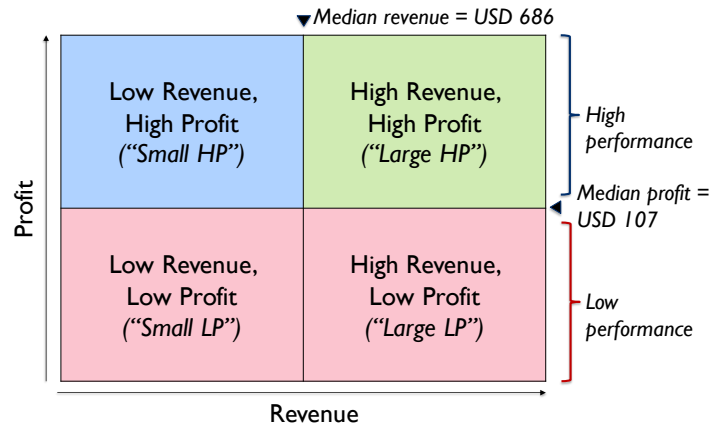 Median revenue = USD 686
Low Revenue,
High Profit
(“Small HP”)
High Revenue,
High Profit
(“Large HP”)
High
performance
Median profit =
USD 107
Profit
Low Revenue,
Low Profit
(“Small LP”)
High Revenue,
Low Profit
(“Large LP”)
Low
performance
Revenue